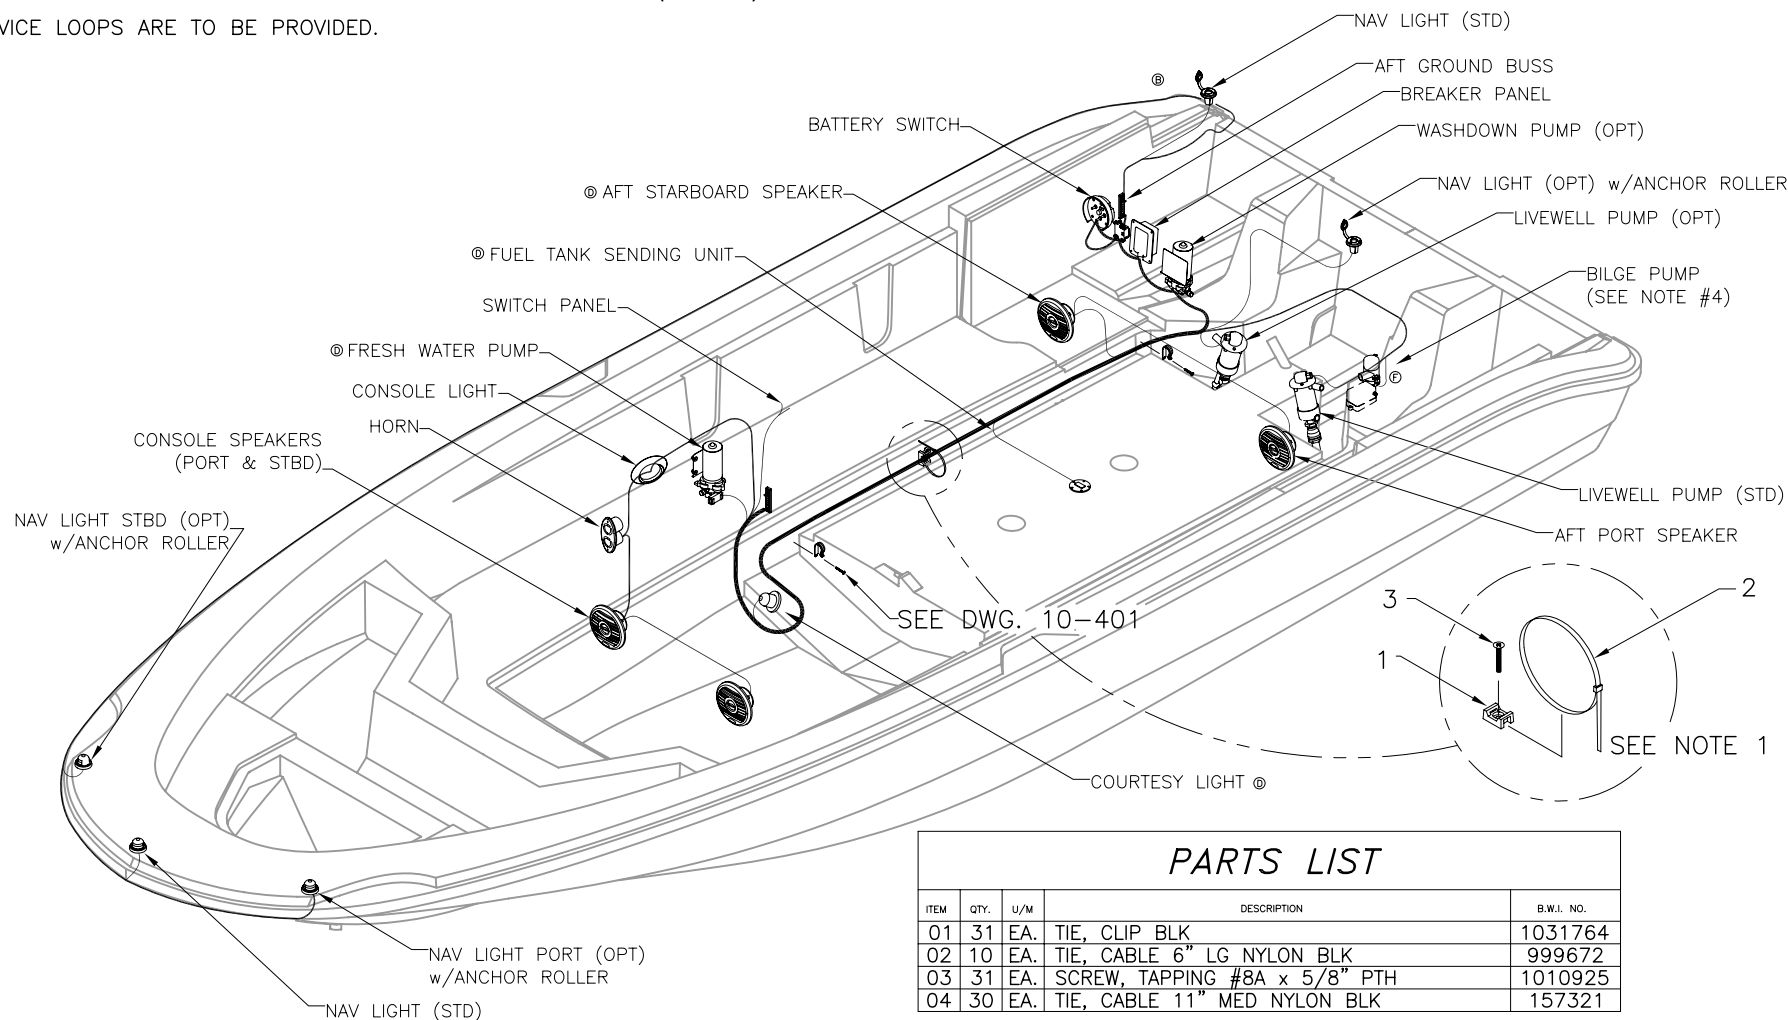 VICE LOOPS ARE TO BE PROVIDED.
NAV LIGHT (STD)
AFT GROUND BUSS
Ⓑ
BREAKER PANEL
BATTERY SWITCH
WASHDOWN PUMP (OPT)
NAV LIGHT (OPT) w/ANCHOR ROLLER
Ⓓ AFT STARBOARD SPEAKER
LIVEWELL PUMP (OPT)
Ⓓ FUEL TANK SENDING UNIT
BILGE PUMP
(SEE NOTE #4)
SWITCH PANEL
Ⓓ FRESH WATER PUMP
Ⓕ
CONSOLE LIGHT
HORN
CONSOLE SPEAKERS
(PORT & STBD)
LIVEWELL PUMP (STD)
NAV LIGHT STBD (OPT)
w/ANCHOR ROLLER
AFT PORT SPEAKER
SEE DWG. 10-401
3
2
1
SEE NOTE 1
COURTESY LIGHT Ⓓ
NAV LIGHT PORT (OPT)
w/ANCHOR ROLLER
NAV LIGHT (STD)
PARTS LIST
ITEM QTY. U/M DESCRIPTION B.W.I. NO.
01 31 EA. TIE, CLIP BLK 1031764
02 10 EA. TIE, CABLE 6" LG NYLON BLK 999672
03 31 EA. SCREW, TAPPING #8A x 5/8" PTH 1010925
04 30 EA. TIE, CABLE 11" MED NYLON BLK 157321